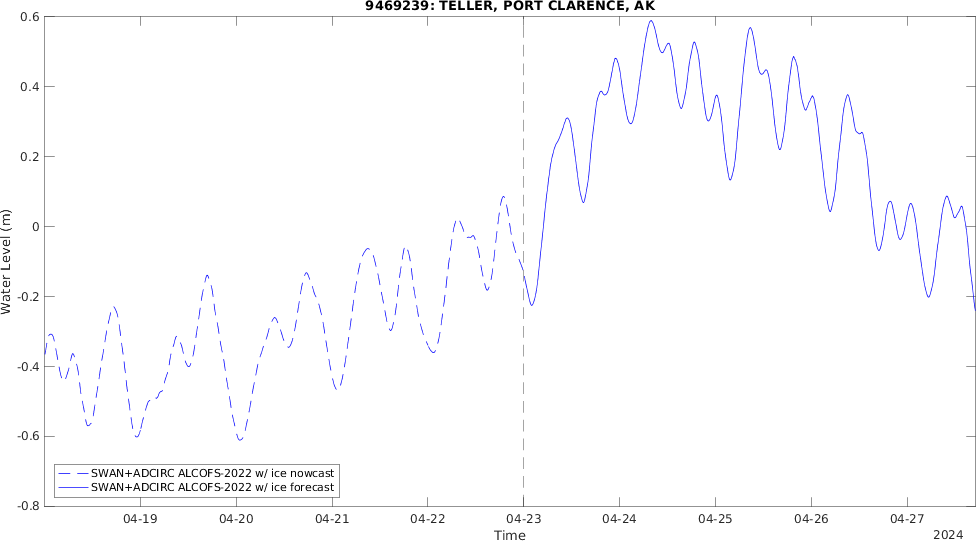 9469239: TELLER, PORT CLARENCE, AK
0.6
0.4
0.2
0
-0.2
-0.4
-0.6
-0.8
Water Level (m)
SWAN+ADCIRC ALCOFS-2022 w/ ice nowcast
SWAN+ADCIRC ALCOFS-2022 w/ ice forecast
04-19 04-20 04-21 04-22 04-23 04-24 04-25 04-26 04-27
Time
2024